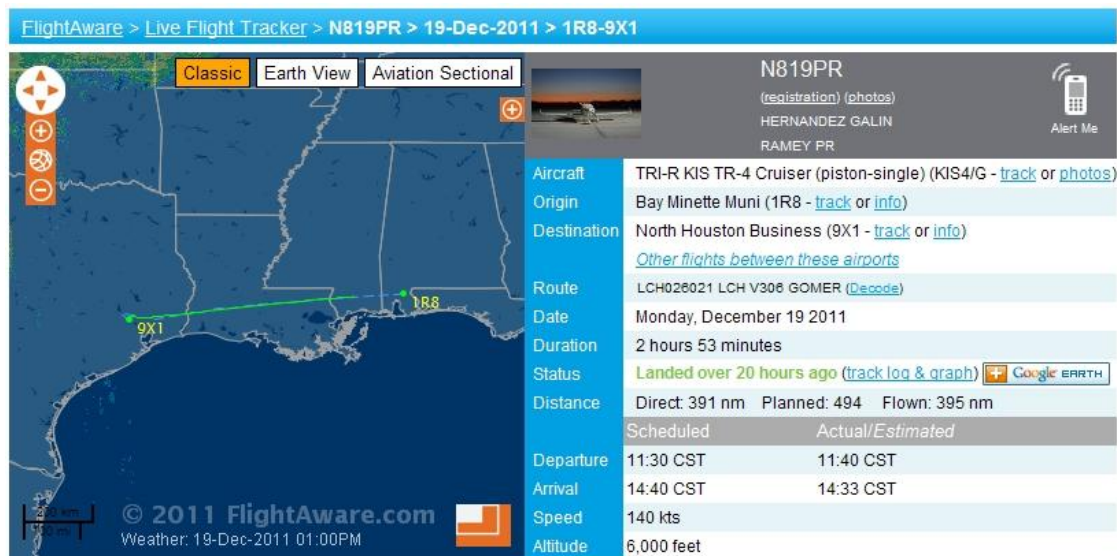 FlightAware > Live Flight Tracker > N819PR > 19-Dec-2011 > 1R8-9X1
Classic
Earth View
Aviation Sectional
1R8
9X1
© 2011 FlightAware.com
Weather: 19-Dec-2011 01:00PM
N819PR
(registration) (photos)
HERNANDEZ GALIN
RAMEY PR
Alert Me
Aircraft TRI-R KIS TR-4 Cruiser (piston-single) (KIS4/G - track or photos)
Origin Bay Minette Muni (1R8 - track or info)
Destination North Houston Business (9X1 - track or info)
Other flights between these airports
Route LCH026021 LCH V306 GOMER (Decode)
Date Monday, December 19 2011
Duration 2 hours 53 minutes
Status Landed over 20 hours ago (track log & graph) Google EARTH
Distance Direct: 391 nm Planned: 494 Flown: 395 nm
Scheduled Actual/Estimated
Departure 11:30 CST 11:40 CST
Arrival 14:40 CST 14:33 CST
Speed 140 kts
Altitude 6,000 feet